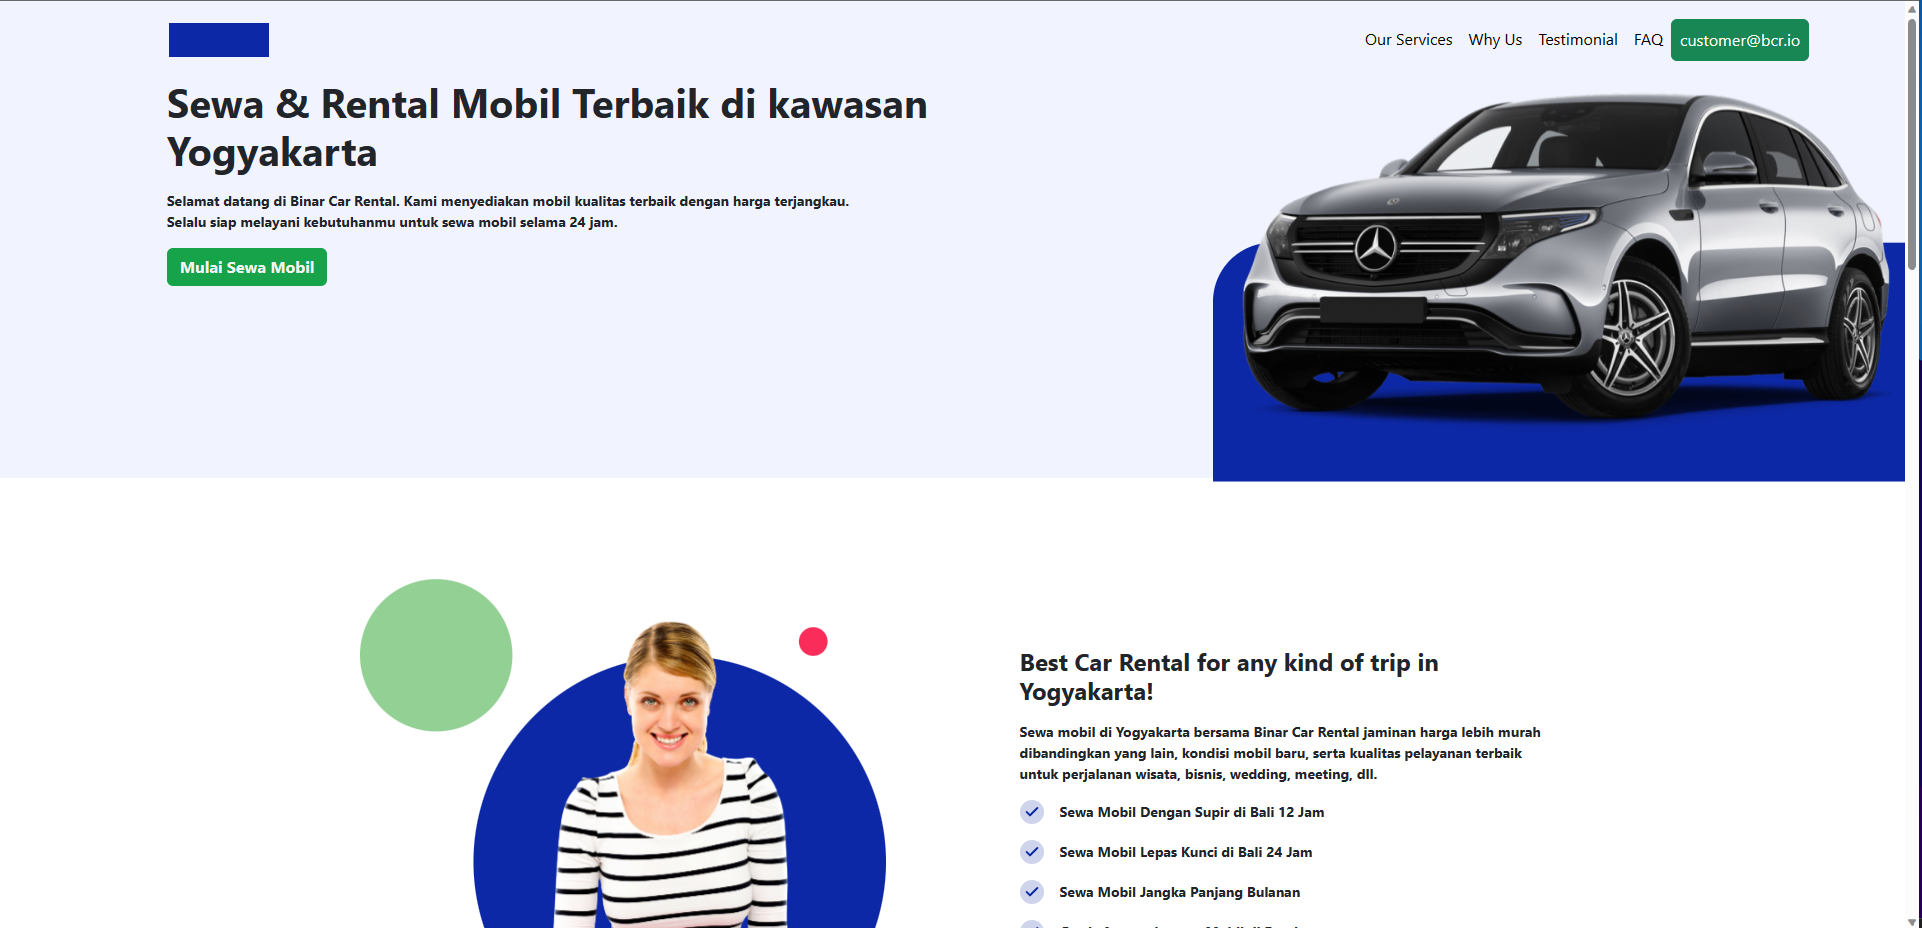 Our Services Why Us Testimonial FAQ customer@bcr.io
Sewa & Rental Mobil Terbaik di kawasan
Yogyakarta
Selamat datang di Binar Car Rental. Kami menyediakan mobil kualitas terbaik dengan harga terjangkau.
Selalu siap melayani kebutuhanmu untuk sewa mobil selama 24 jam.
Mulai Sewa Mobil
Best Car Rental for any kind of trip in
Yogyakarta!
Sewa mobil di Yogyakarta bersama Binar Car Rental jaminan harga lebih murah
dibandingkan yang lain, kondisi mobil baru, serta kualitas pelayanan terbaik
untuk perjalanan wisata, bisnis, wedding, meeting, dll.
Sewa Mobil Dengan Supir di Bali 12 Jam
Sewa Mobil Lepas Kunci di Bali 24 Jam
Sewa Mobil Jangka Panjang Bulanan